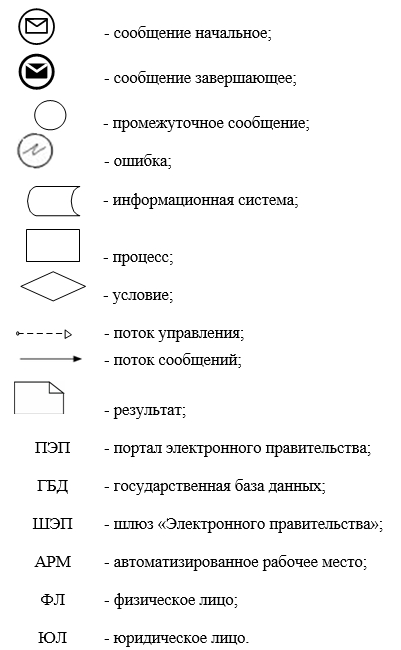 - сообщение начальное;
- сообщение завершающее;
- промежуточное сообщение;
- ошибка;
- информационная система;
- процесс;
- условие;
- поток управления;
- поток сообщений;
- результат;
ПЭП - портал электронного правительства;
ГБД - государственная база данных;
ШЭП - шлюз «Электронного правительства»;
АРМ - автоматизированное рабочее место;
ФЛ - физическое лицо;
ЮЛ - юридическое лицо.